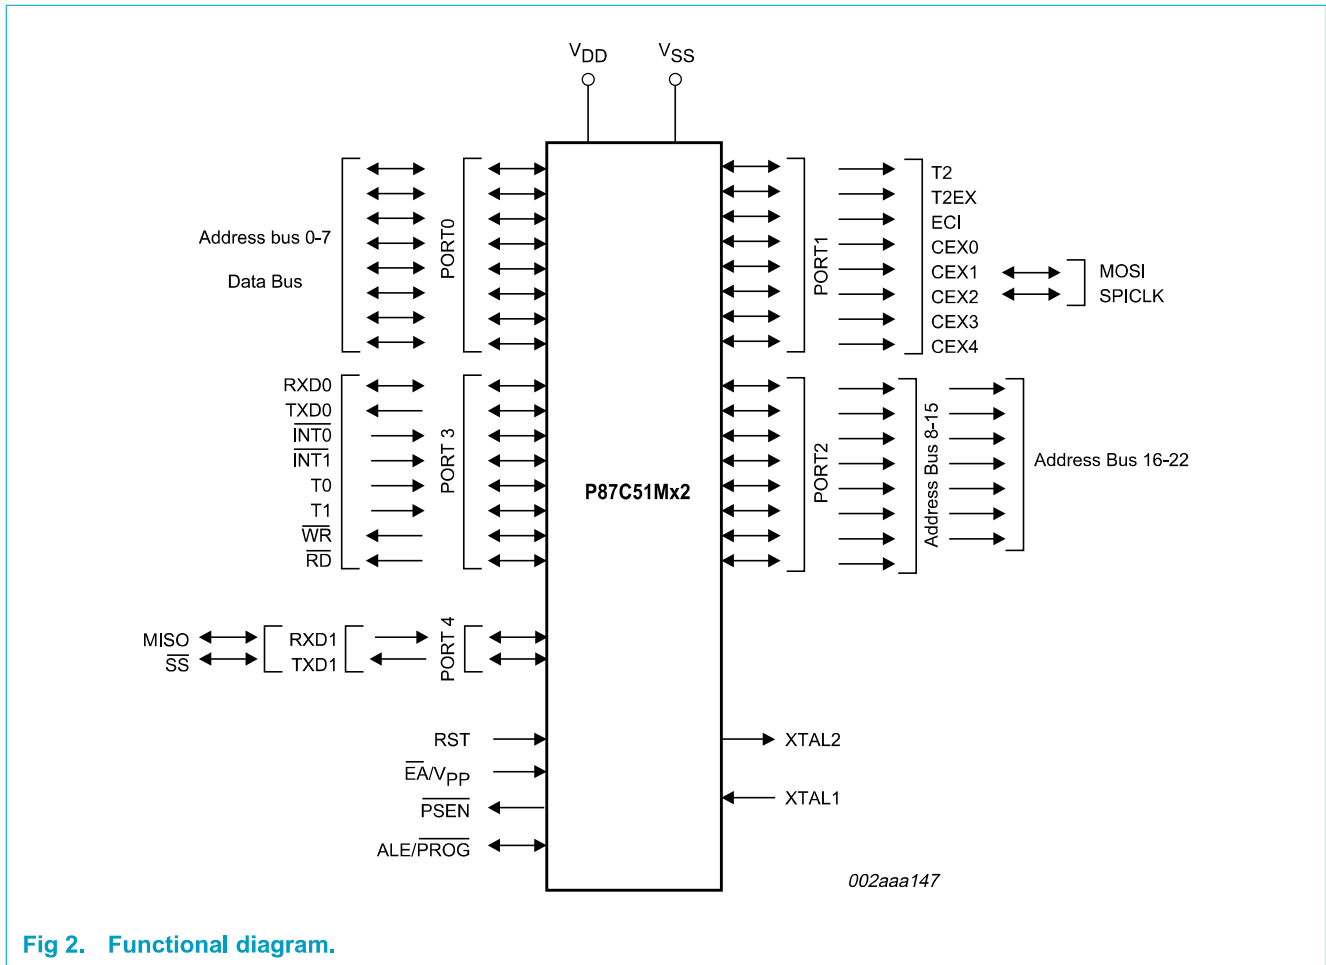 VDD
VSS
Address bus 0-7
Data Bus
PORT0
PORT1
T2
T2EX
ECI
CEX0
CEX1
CEX2
CEX3
CEX4
MOSI
SPICLK
RXD0
TXD0
INT0
INT1
T0
T1
WR
RD
PORT 3
P87C51Mx2
PORT2
Address Bus 8-15
Address Bus 16-22
MISO
SS
RXD1
TXD1
PORT 4
RST
EA/VPP
PSEN
ALE/PROG
XTAL2
XTAL1
002aaa147
Fig 2. Functional diagram.